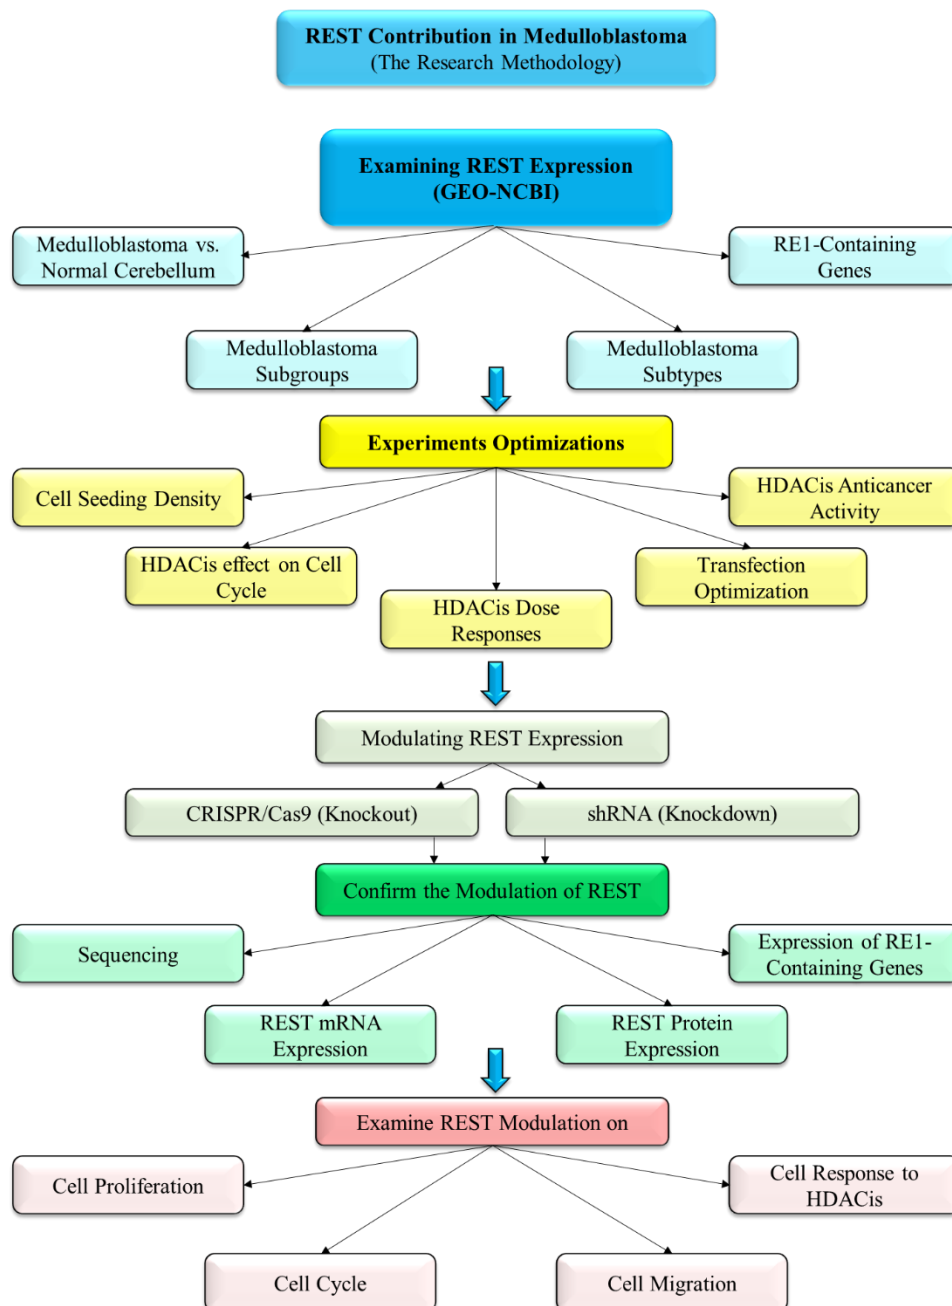 REST Contribution in Medulloblastoma
(The Research Methodology)
Examining REST Expression
(GEO-NCBI)
Medulloblastoma vs.
Normal Cerebellum
RE1-Containing
Genes
Medulloblastoma
Subgroups
Medulloblastoma
Subtypes
Experiments Optimizations
Cell Seeding Density
HDACis Anticancer
Activity
HDACis effect on Cell
Cycle
Transfection
Optimization
HDACis Dose
Responses
Modulating REST Expression
CRISPR/Cas9 (Knockout)
shRNA (Knockdown)
Confirm the Modulation of REST
Sequencing
Expression of RE1-
Containing Genes
REST mRNA
Expression
REST Protein
Expression
Examine REST Modulation on
Cell Proliferation
Cell Response to
HDACis
Cell Cycle
Cell Migration